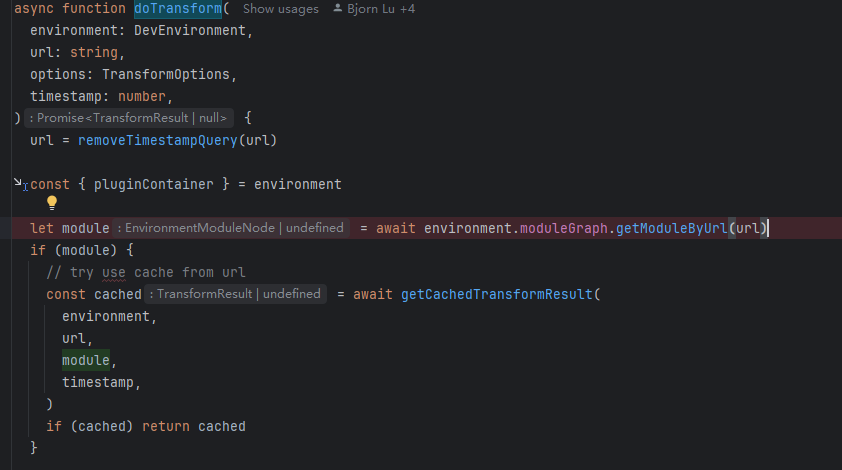 async function doTransform( Show usages Bjorn Lu +4
environment: DevEnvironment,
url: string,
options: TransformOptions,
timestamp: number,
) : Promise<TransformResult | null> {
url = removeTimestampQuery(url)
const { pluginContainer } = environment
let module : EnvironmentModuleNode | undefined = await environment.moduleGraph.getModuleByUrl(url)
if (module) {
// try use cache from url
const cached : TransformResult | undefined = await getCachedTransformResult(
environment,
url,
module,
timestamp,
)
if (cached) return cached
}